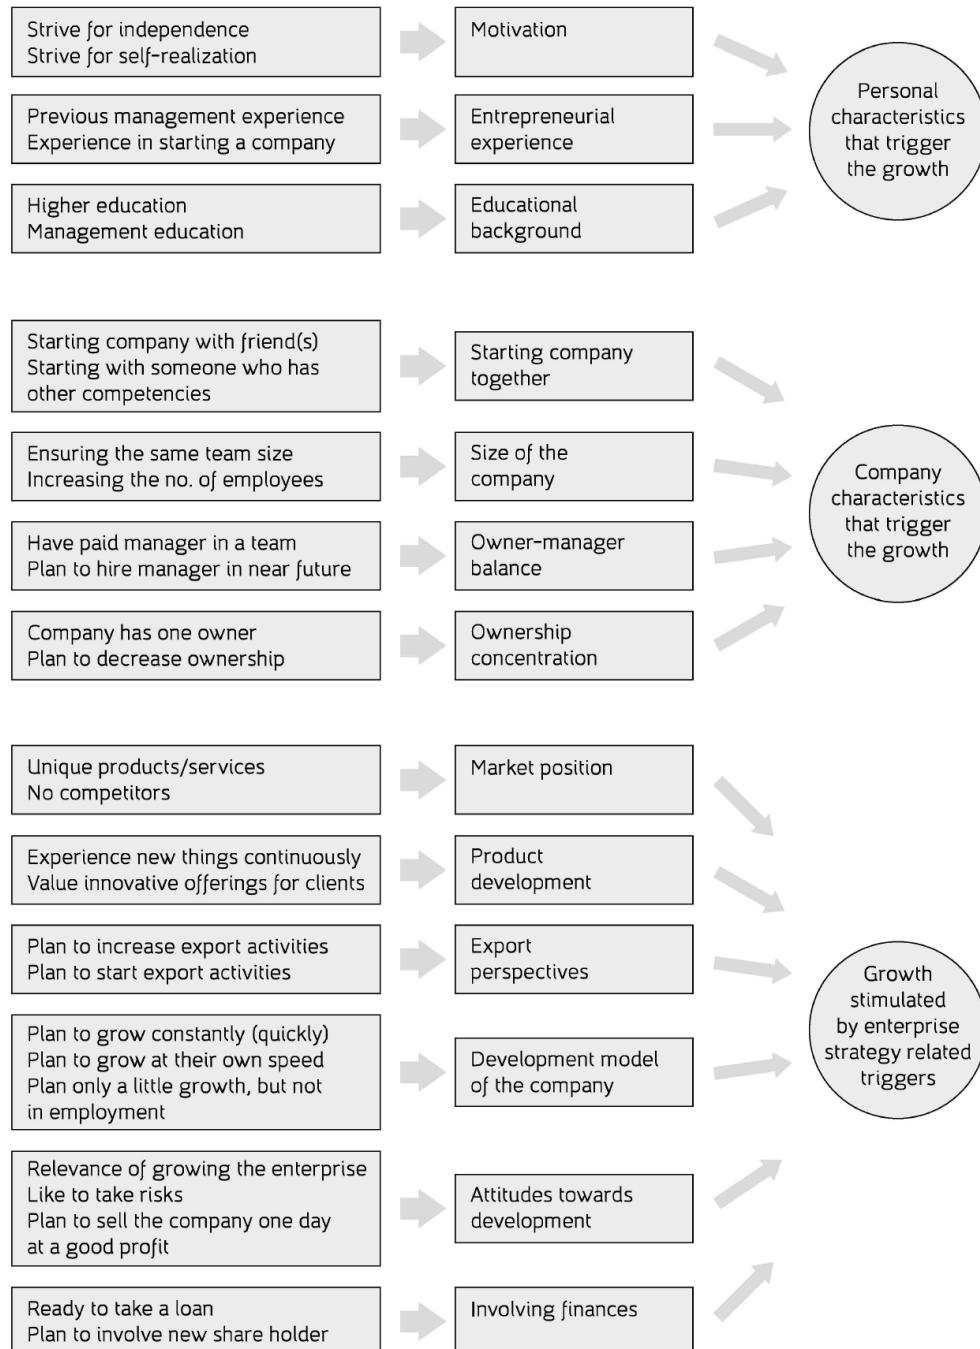 Strive for independence
Strive for self-realization
Motivation
Previous management experience
Experience in starting a company
Entrepreneurial
experience
Higher education
Management education
Educational
background
Personal
characteristics
that trigger
the growth
Starting company with friend(s)
Starting with someone who has
other competencies
Starting company
together
Ensuring the same team size
Increasing the no. of employees
Size of the
company
Have paid manager in a team
Plan to hire manager in near future
Owner-manager
balance
Company has one owner
Plan to decrease ownership
Ownership
concentration
Company
characteristics
that trigger
the growth
Unique products/services
No competitors
Market position
Experience new things continuously
Value innovative offerings for clients
Product
development
Plan to increase export activities
Plan to start export activities
Export
perspectives
Plan to grow constantly (quickly)
Plan to grow at their own speed
Plan only a little growth, but not
in employment
Development model
of the company
Relevance of growing the enterprise
Like to take risks
Plan to sell the company one day
at a good profit
Attitudes towards
development
Ready to take a loan
Plan to involve new share holder
Involving finances
Growth
stimulated
by enterprise
strategy related
triggers